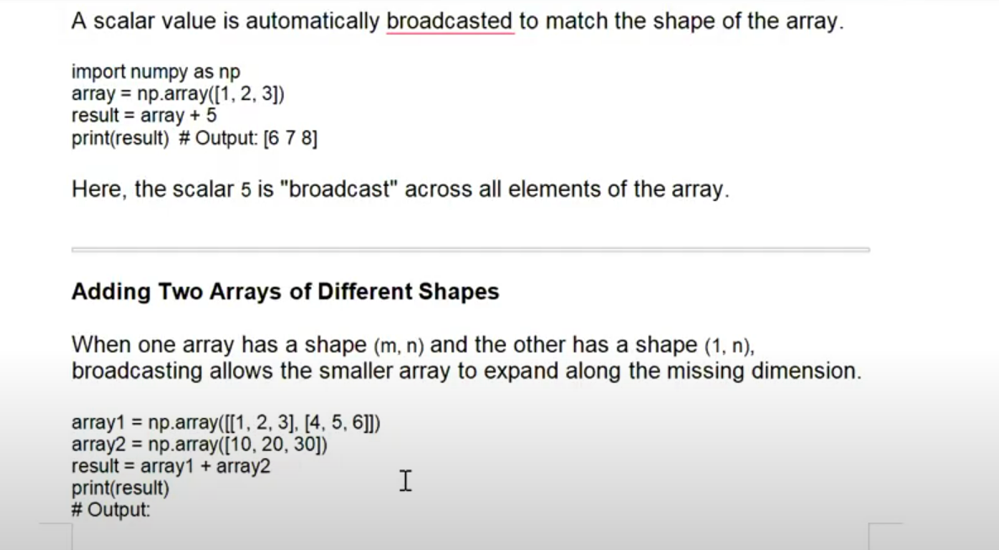 A scalar value is automatically broadcasted to match the shape of the array.
import numpy as np
array = np.array([1, 2, 3])
result = array + 5
print(result)  # Output: [6 7 8]
Here, the scalar 5 is "broadcast" across all elements of the array.
Adding Two Arrays of Different Shapes
When one array has a shape (m, n) and the other has a shape (1, n),
broadcasting allows the smaller array to expand along the missing dimension.
array1 = np.array([[1, 2, 3], [4, 5, 6]])
array2 = np.array([10, 20, 30])
result = array1 + array2
print(result)
# Output: